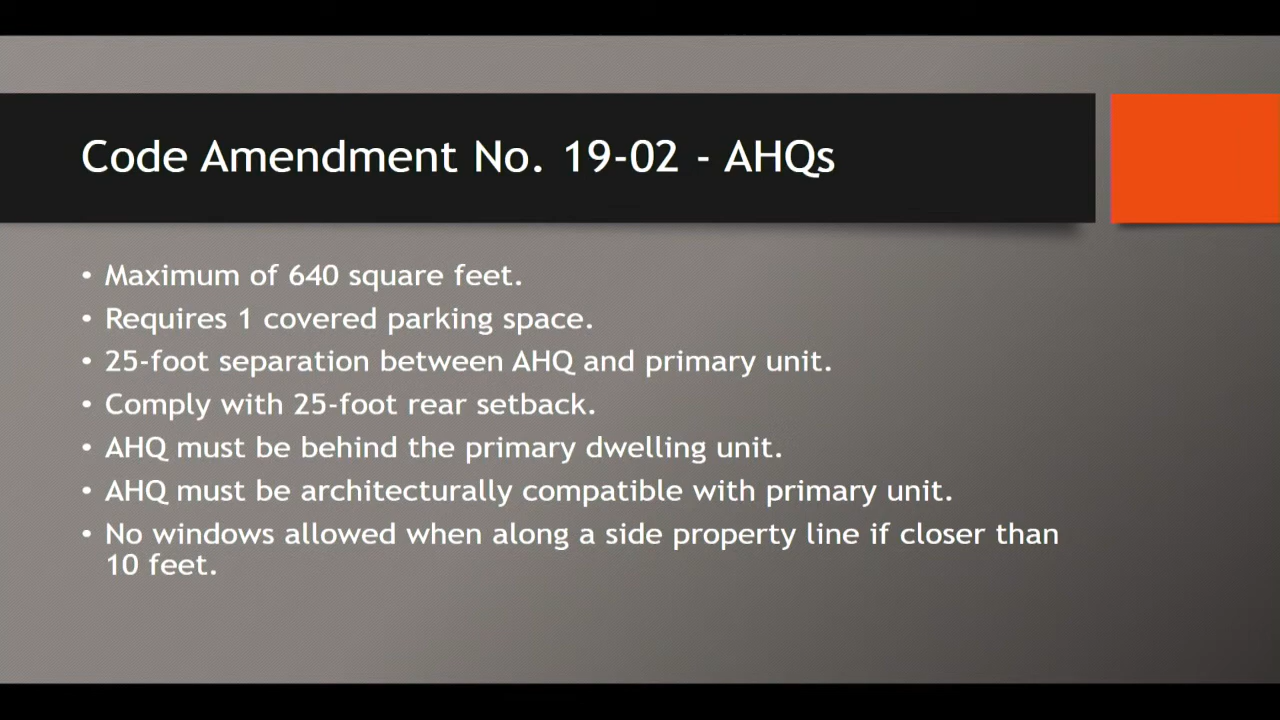 Code Amendment No. 19-02 - AHQs
• Maximum of 640 square feet.
• Requires 1 covered parking space.
• 25-foot separation between AHQ and primary unit.
• Comply with 25-foot rear setback.
• AHQ must be behind the primary dwelling unit.
• AHQ must be architecturally compatible with primary unit.
• No windows allowed when along a side property line if closer than
10 feet.